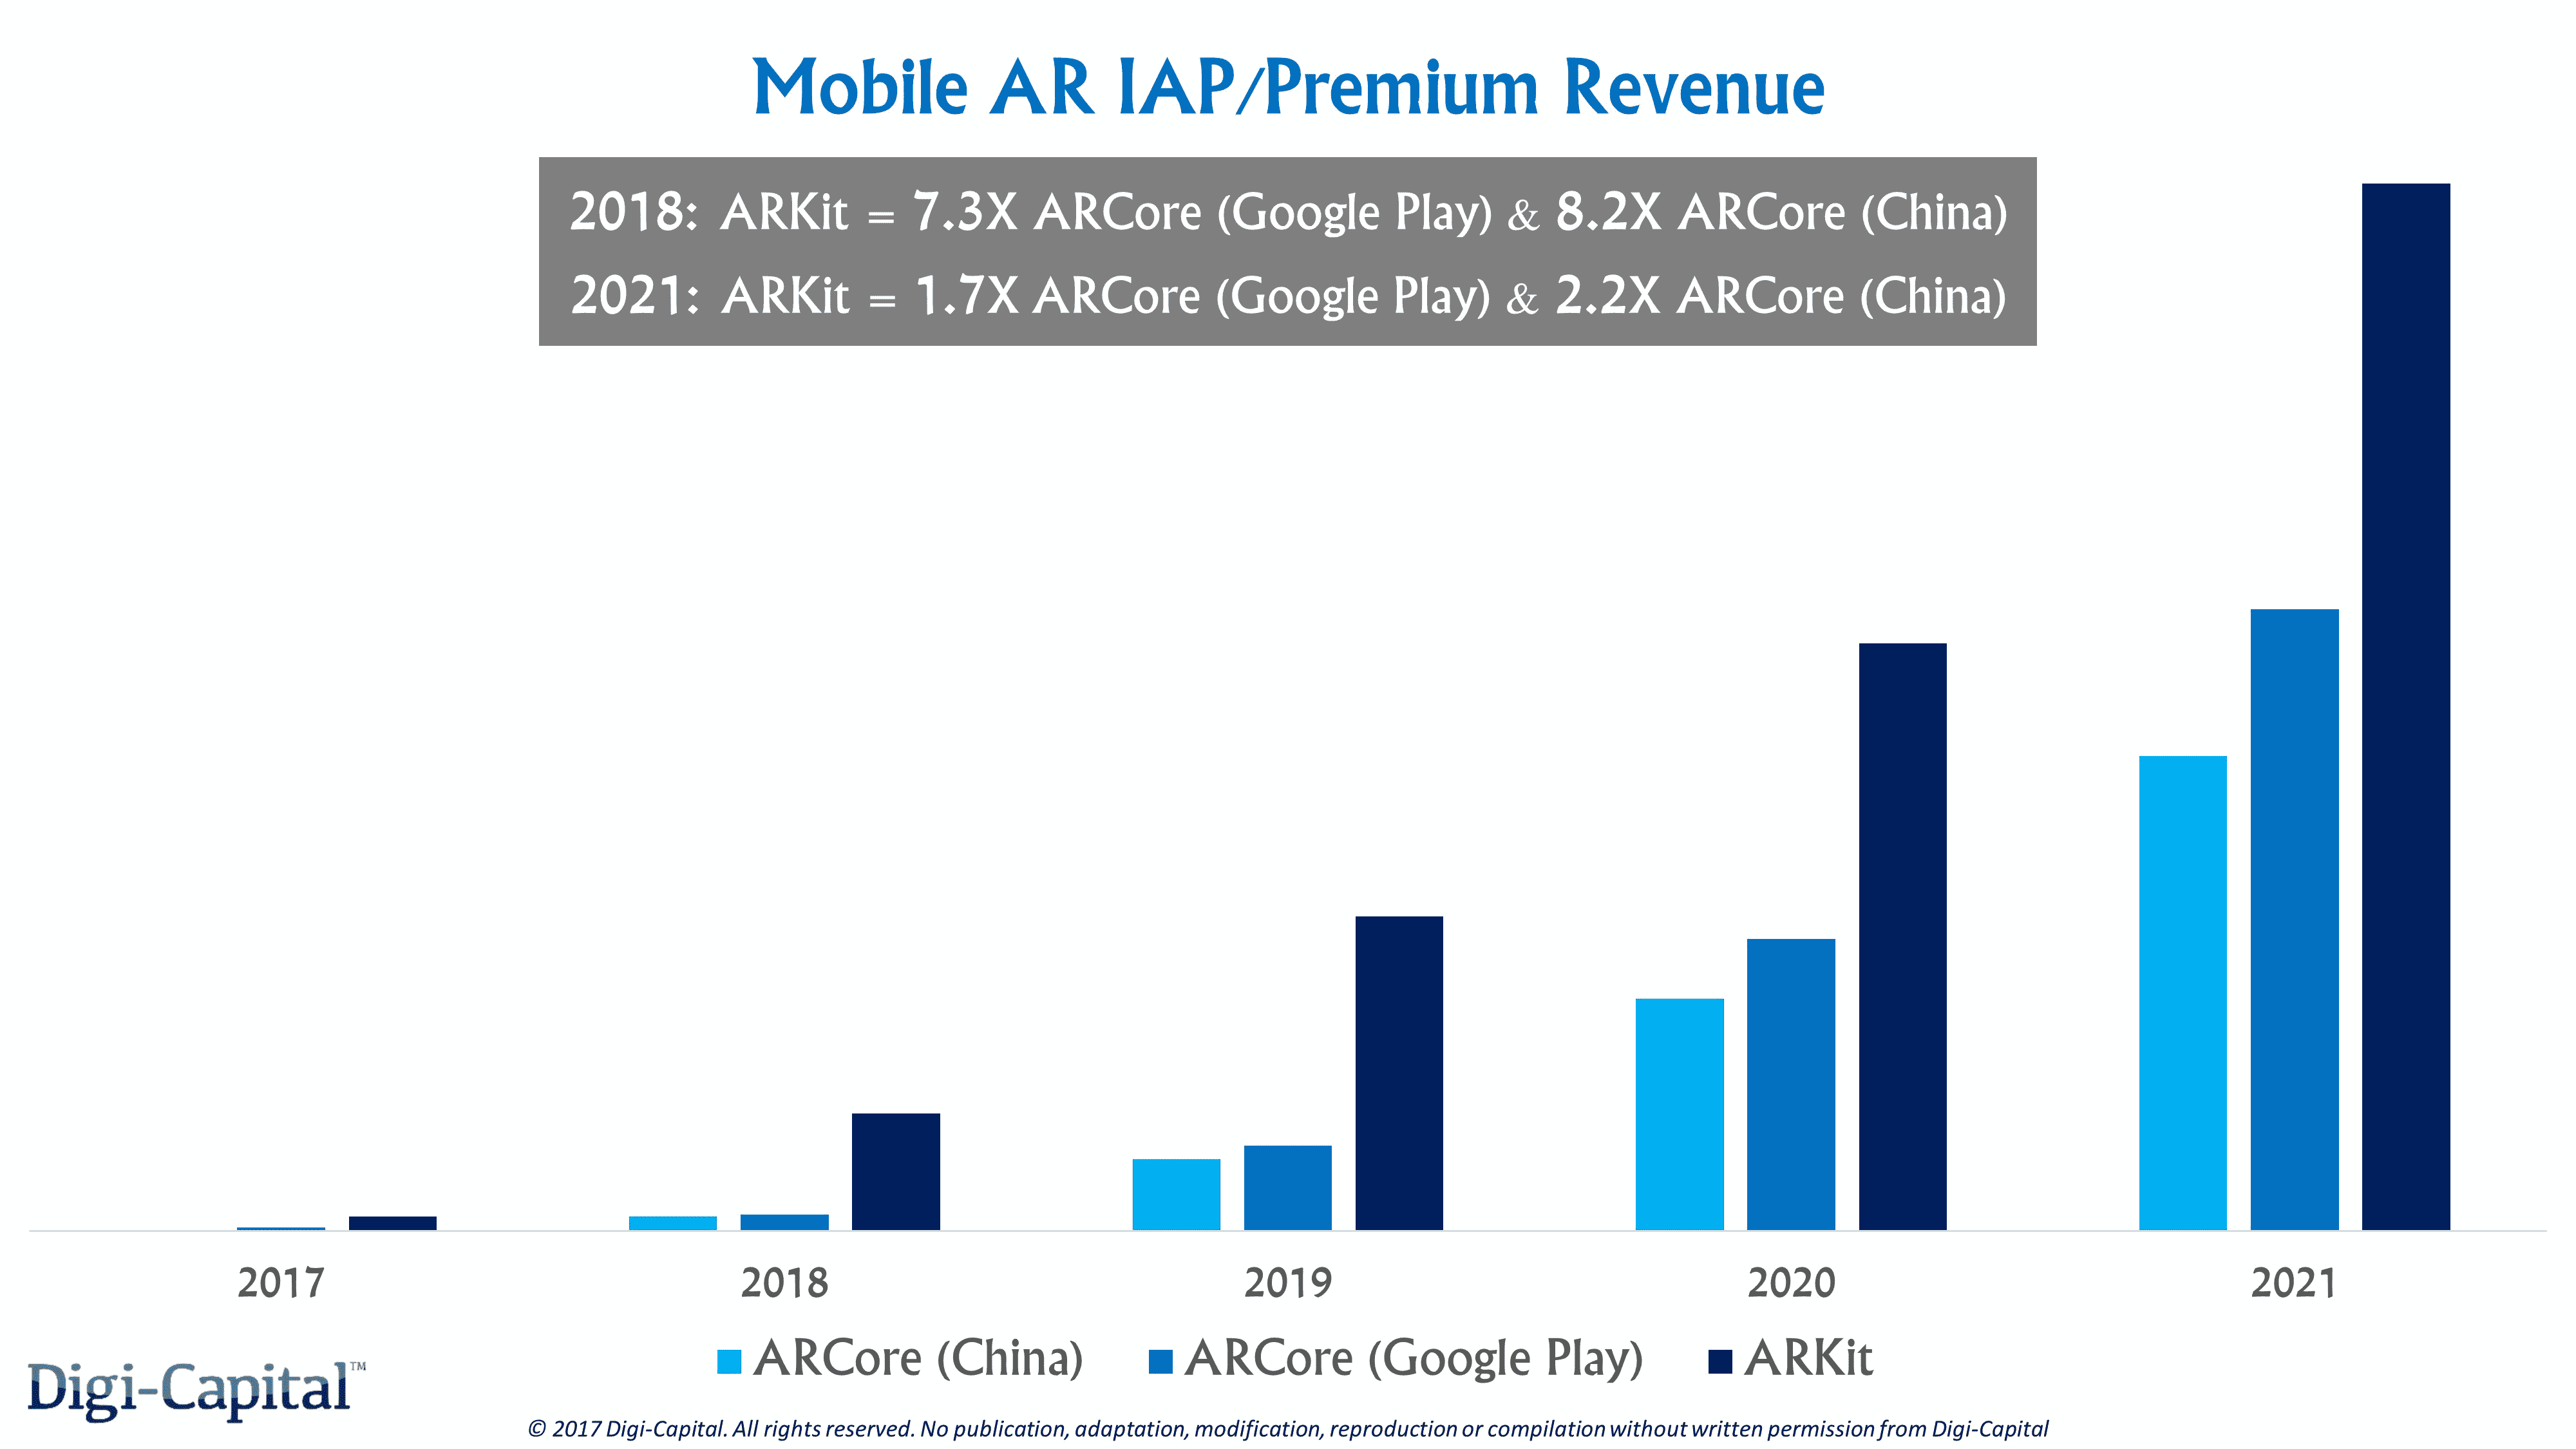 Mobile AR IAP/Premium Revenue
2018: ARKit = 7.3X ARCore (Google Play) & 8.2X ARCore (China)
2021: ARKit = 1.7X ARCore (Google Play) & 2.2X ARCore (China)
2017 2018 2019 2020 2021
ARCore (China) ARCore (Google Play) ARKit
Digi-Capital™
© 2017 Digi-Capital. All rights reserved. No publication, adaptation, modification, reproduction or compilation without written permission from Digi-Capital